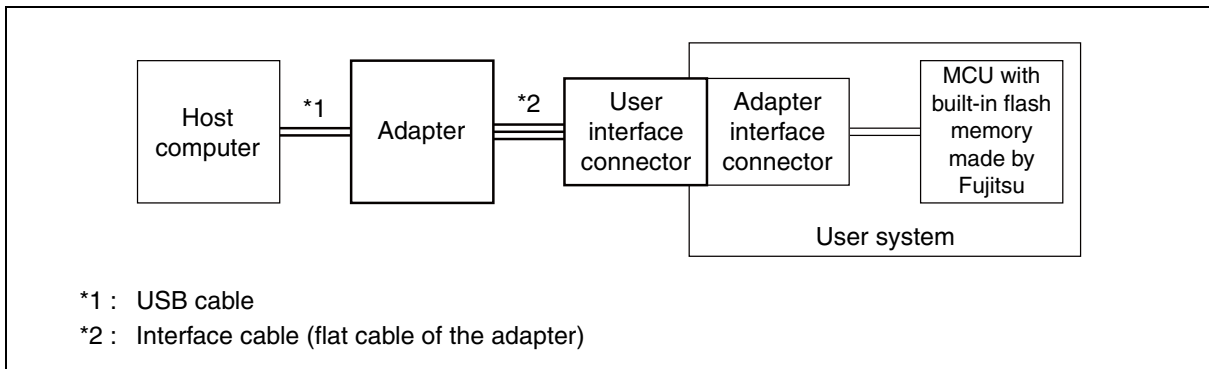 Host
computer
*1
Adapter
*2
User
interface
connector
Adapter
interface
connector
MCU with
built-in flash
memory
made by
Fujitsu
User system
*1 : USB cable
*2 : Interface cable (flat cable of the adapter)